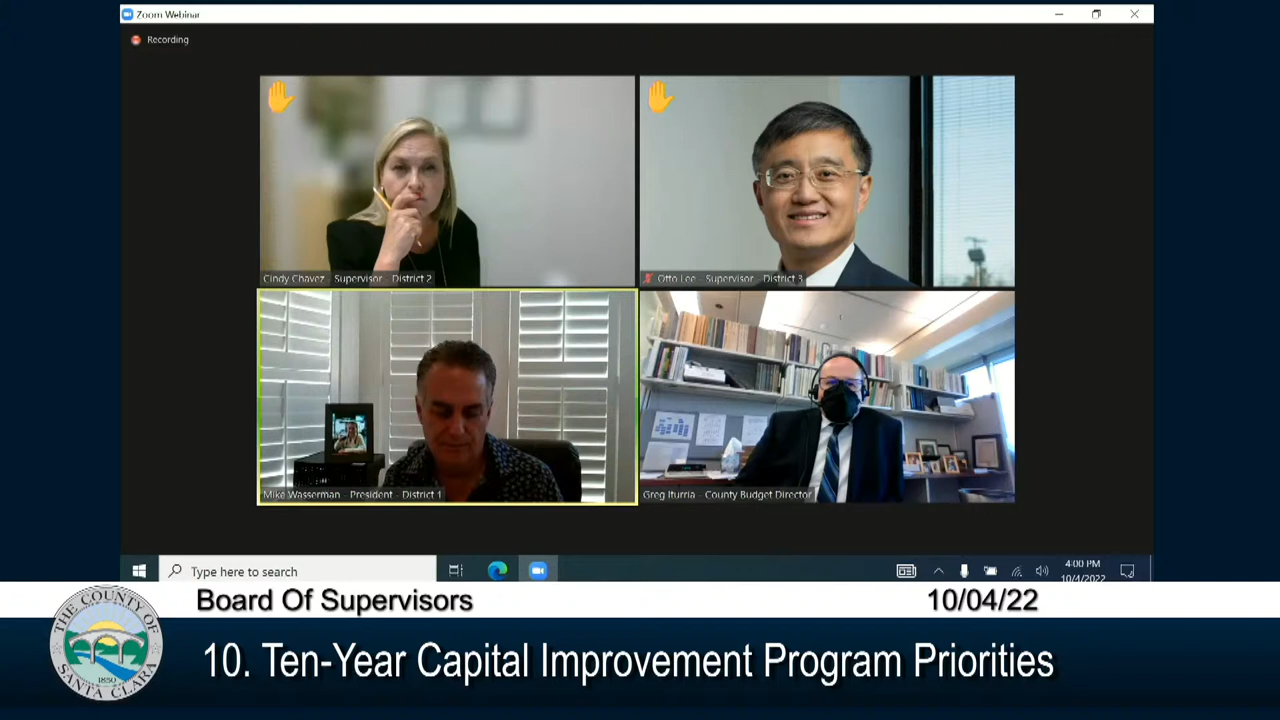 Zoom Webinar
Recording
Cindy Chavez - Supervisor - District 2
Otto Lee - Supervisor - District 3
Mike Wasserman - President - District 1
Greg Iturria - County Budget Director
Type here to search
4:00 PM
10/4/2022
Board Of Supervisors
10/04/22
THE COUNTY OF
SANTA CLARA
1850
10. Ten-Year Capital Improvement Program Priorities